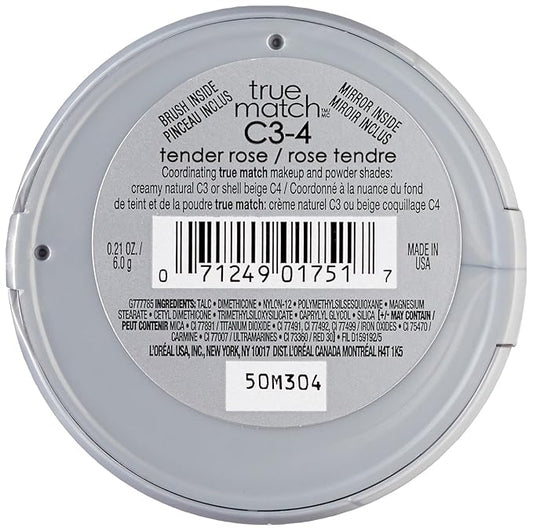 BRUSH INSIDE
PINCEAU INCLUS
true
match TM/MC
MIRROR INSIDE
MIROIR INCLUS
C3-4
tender rose / rose tendre
Coordinating true match makeup and powder shades:
creamy natural C3 or shell beige C4 / Coordonné à la nuance du fond
de teint et de la poudre true match: crème naturel C3 ou beige coquillage C4
0.21 OZ. /
6.0 g
MADE IN
USA
0 71249 01751 7
G777785 INGREDIENTS: TALC • DIMETHICONE • NYLON-12 • POLYMETHYLSILSESQUIOXANE • MAGNESIUM
STEARATE • CETYL DIMETHICONE • TRIMETHYLSILOXYSILICATE • CAPRYLYL GLYCOL • SILICA [+/- MAY CONTAIN /
PEUT CONTENIR MICA • CI 77891 / TITANIUM DIOXIDE • CI 77491, CI 77492, CI 77499 / IRON OXIDES • CI 75470 /
CARMINE • CI 77007 / ULTRAMARINES • CI 73360 / RED 30] • FIL D159192/5
L'ORÉAL USA, INC., NEW YORK, NY 10017 DIST. L'ORÉAL CANADA MONTRÉAL H4T 1K5
50M304